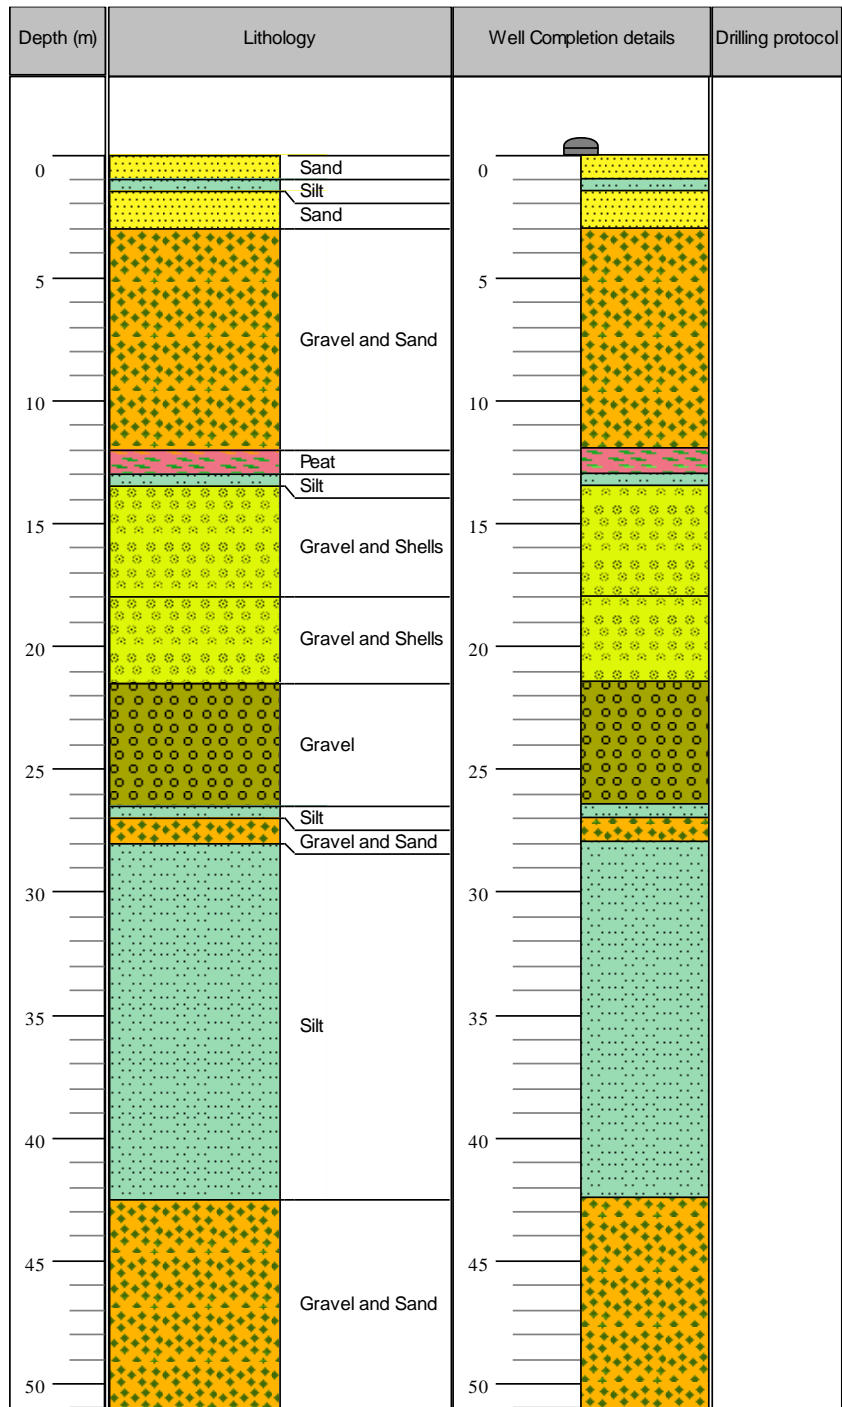 Depth (m) Lithology Well Completion details Drilling protocol
0 Sand 0
Silt
Sand
5 5
Gravel and Sand
10 10
Peat
Silt
15 Gravel and Shells 15
20 Gravel and Shells 20
Gravel
25 25
Silt
Gravel and Sand
30 30
35 Silt 35
40 40
45 45
Gravel and Sand
50 50